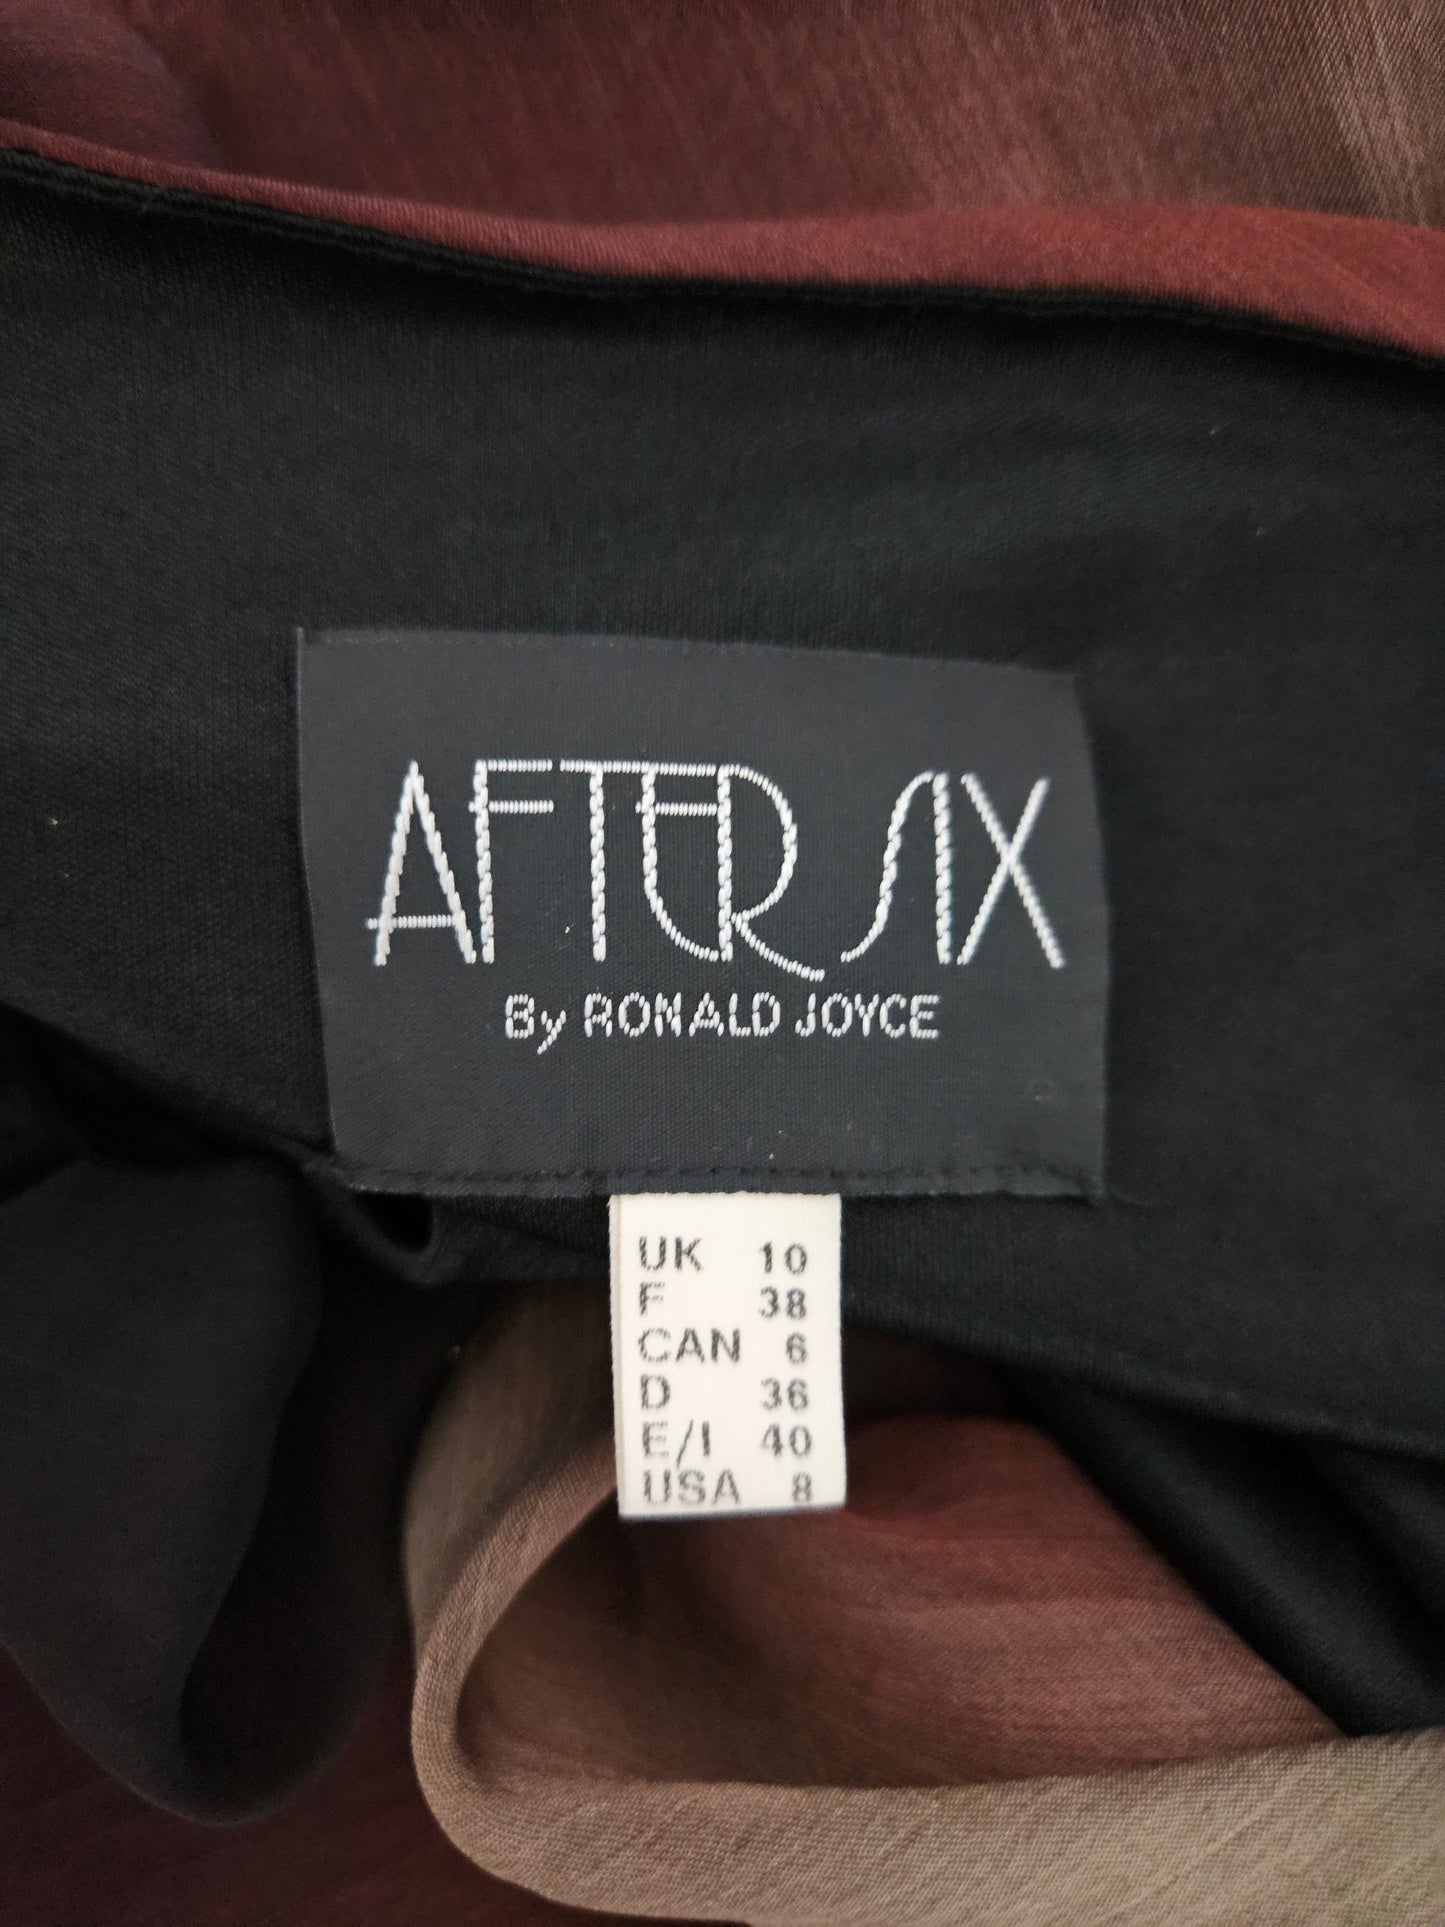 AFTER SIX
By RONALD JOYCE
UK 10
F 38
CAN 6
D 36
E/I 40
USA 8